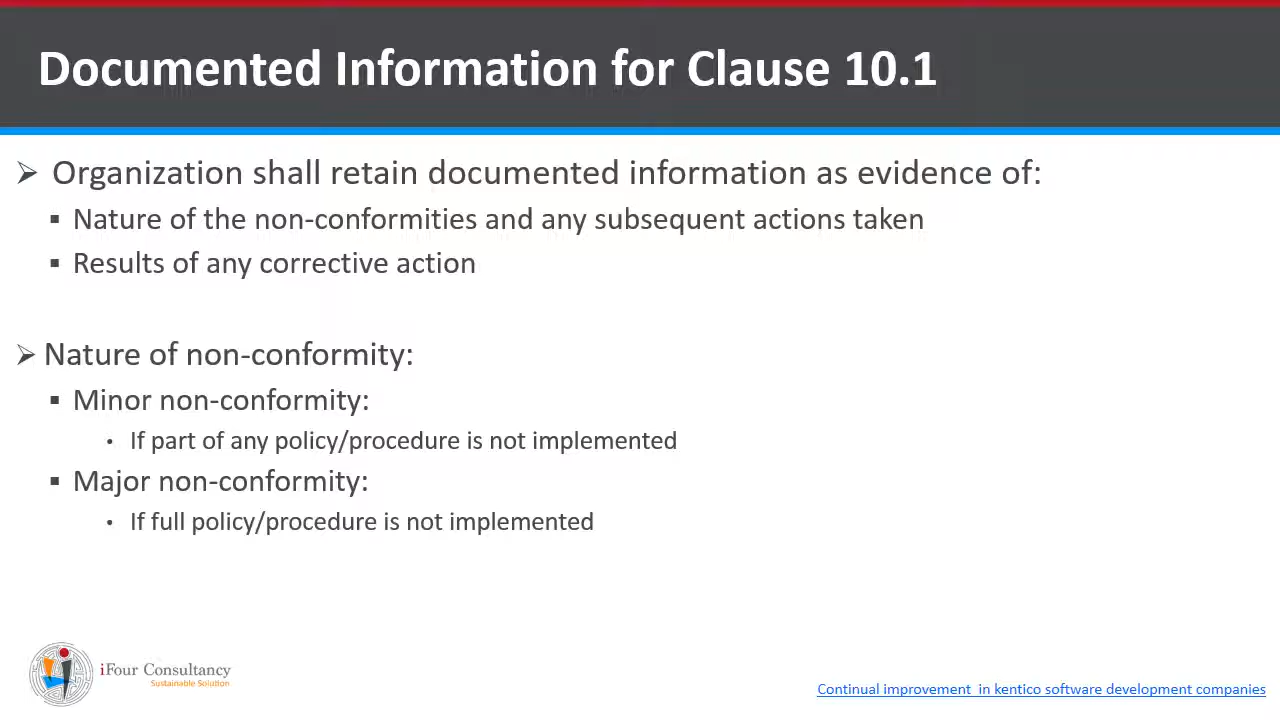 Documented Information for Clause 10.1
Organization shall retain documented information as evidence of:
Nature of the non-conformities and any subsequent actions taken
Results of any corrective action
Nature of non-conformity:
Minor non-conformity:
If part of any policy/procedure is not implemented
Major non-conformity:
If full policy/procedure is not implemented
iFour Consultancy
Sustainable Solution
Continual improvement  in kentico software development companies